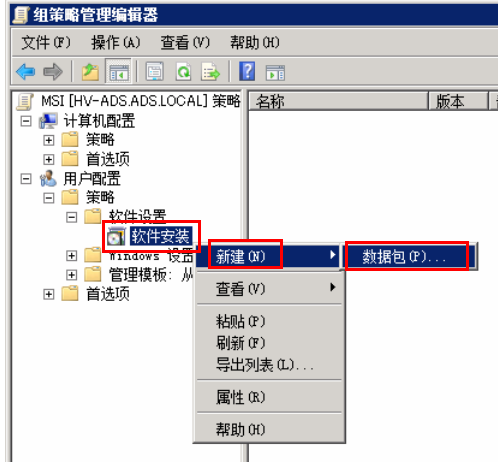 组策略管理编辑器
文件(F) 操作(A) 查看(V) 帮助(H)
MSI [HV-ADS.ADS.LOCAL] 策略
名称 版本
计算机配置
策略
首选项
用户配置
策略
软件设置
软件安装
Windows 设置
管理模板: 从
首选项
新建(N)
数据包(P)...
查看(V)
粘贴(P)
刷新(F)
导出列表(L)...
属性(R)
帮助(H)